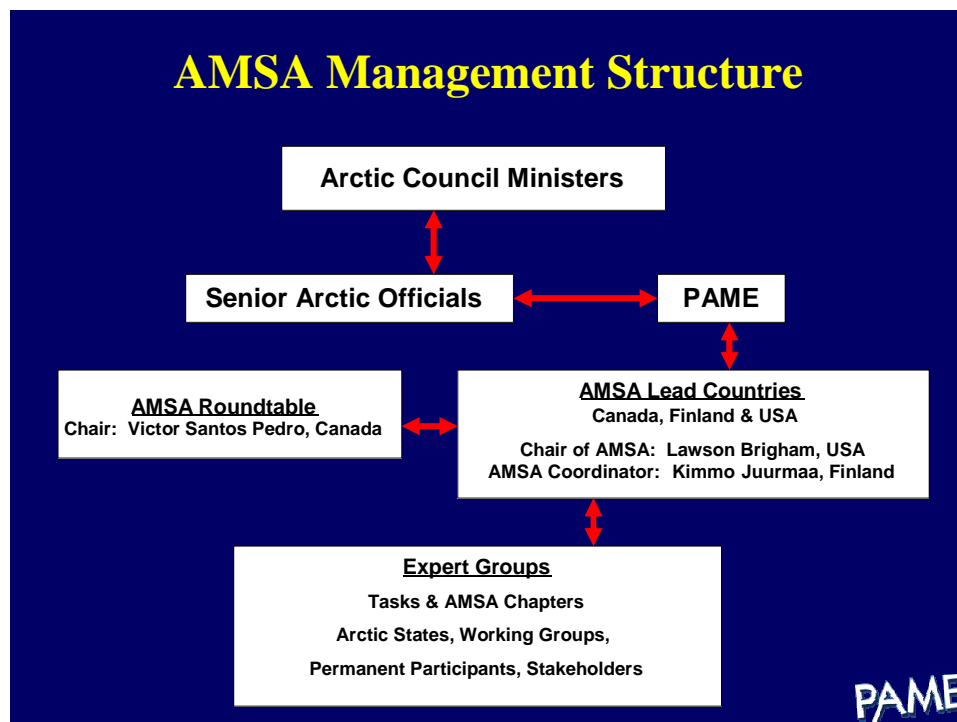 AMSA Management Structure
Arctic Council Ministers
Senior Arctic Officials
PAME
AMSA Roundtable
Chair: Victor Santos Pedro, Canada
AMSA Lead Countries
Canada, Finland & USA
Chair of AMSA: Lawson Brigham, USA
AMSA Coordinator: Kimmo Juurmaa, Finland
Expert Groups
Tasks & AMSA Chapters
Arctic States, Working Groups,
Permanent Participants, Stakeholders
PAME